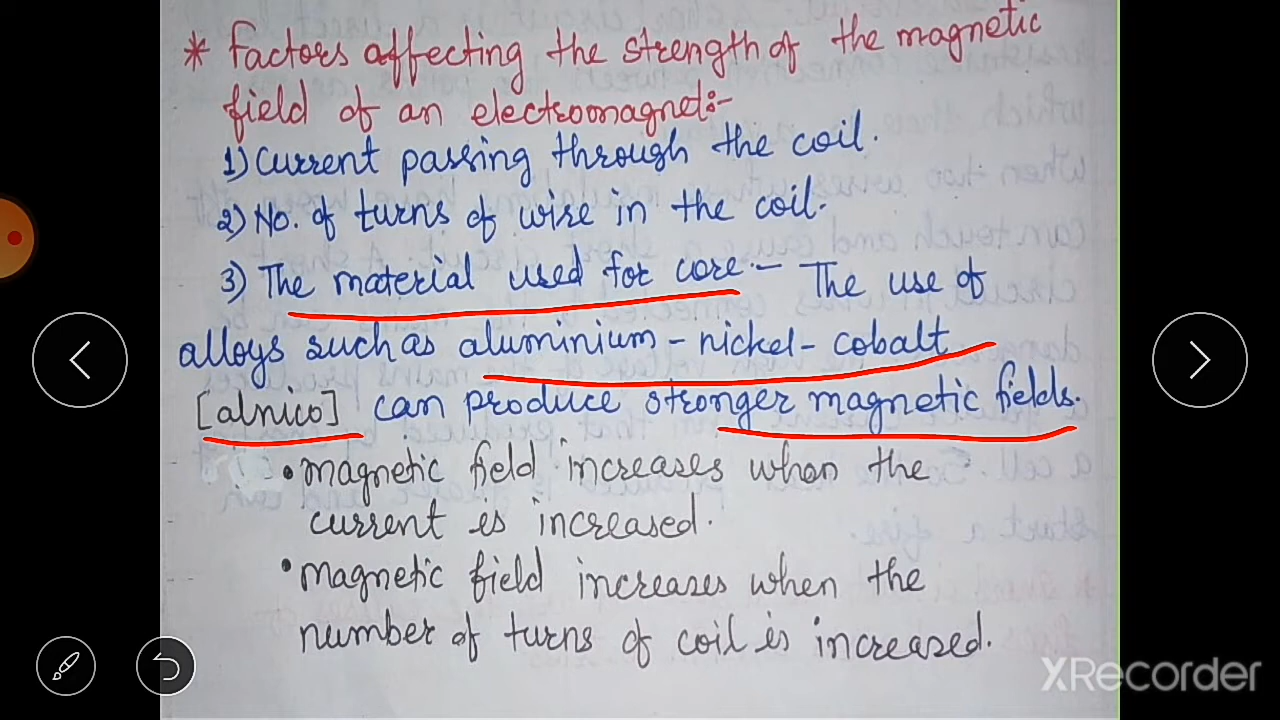 * Factors affecting the strength of the magnetic
field of an electromagnet:-
1) Current passing through the coil.
2) No. of turns of wire in the coil.
3) The material used for core :- The use of
alloys such as aluminium - nickel - cobalt
[alnico] can produce stronger magnetic fields.
• magnetic field increases when the
current is increased.
• magnetic field increases when the
number of turns of coil is increased.
XRecorder